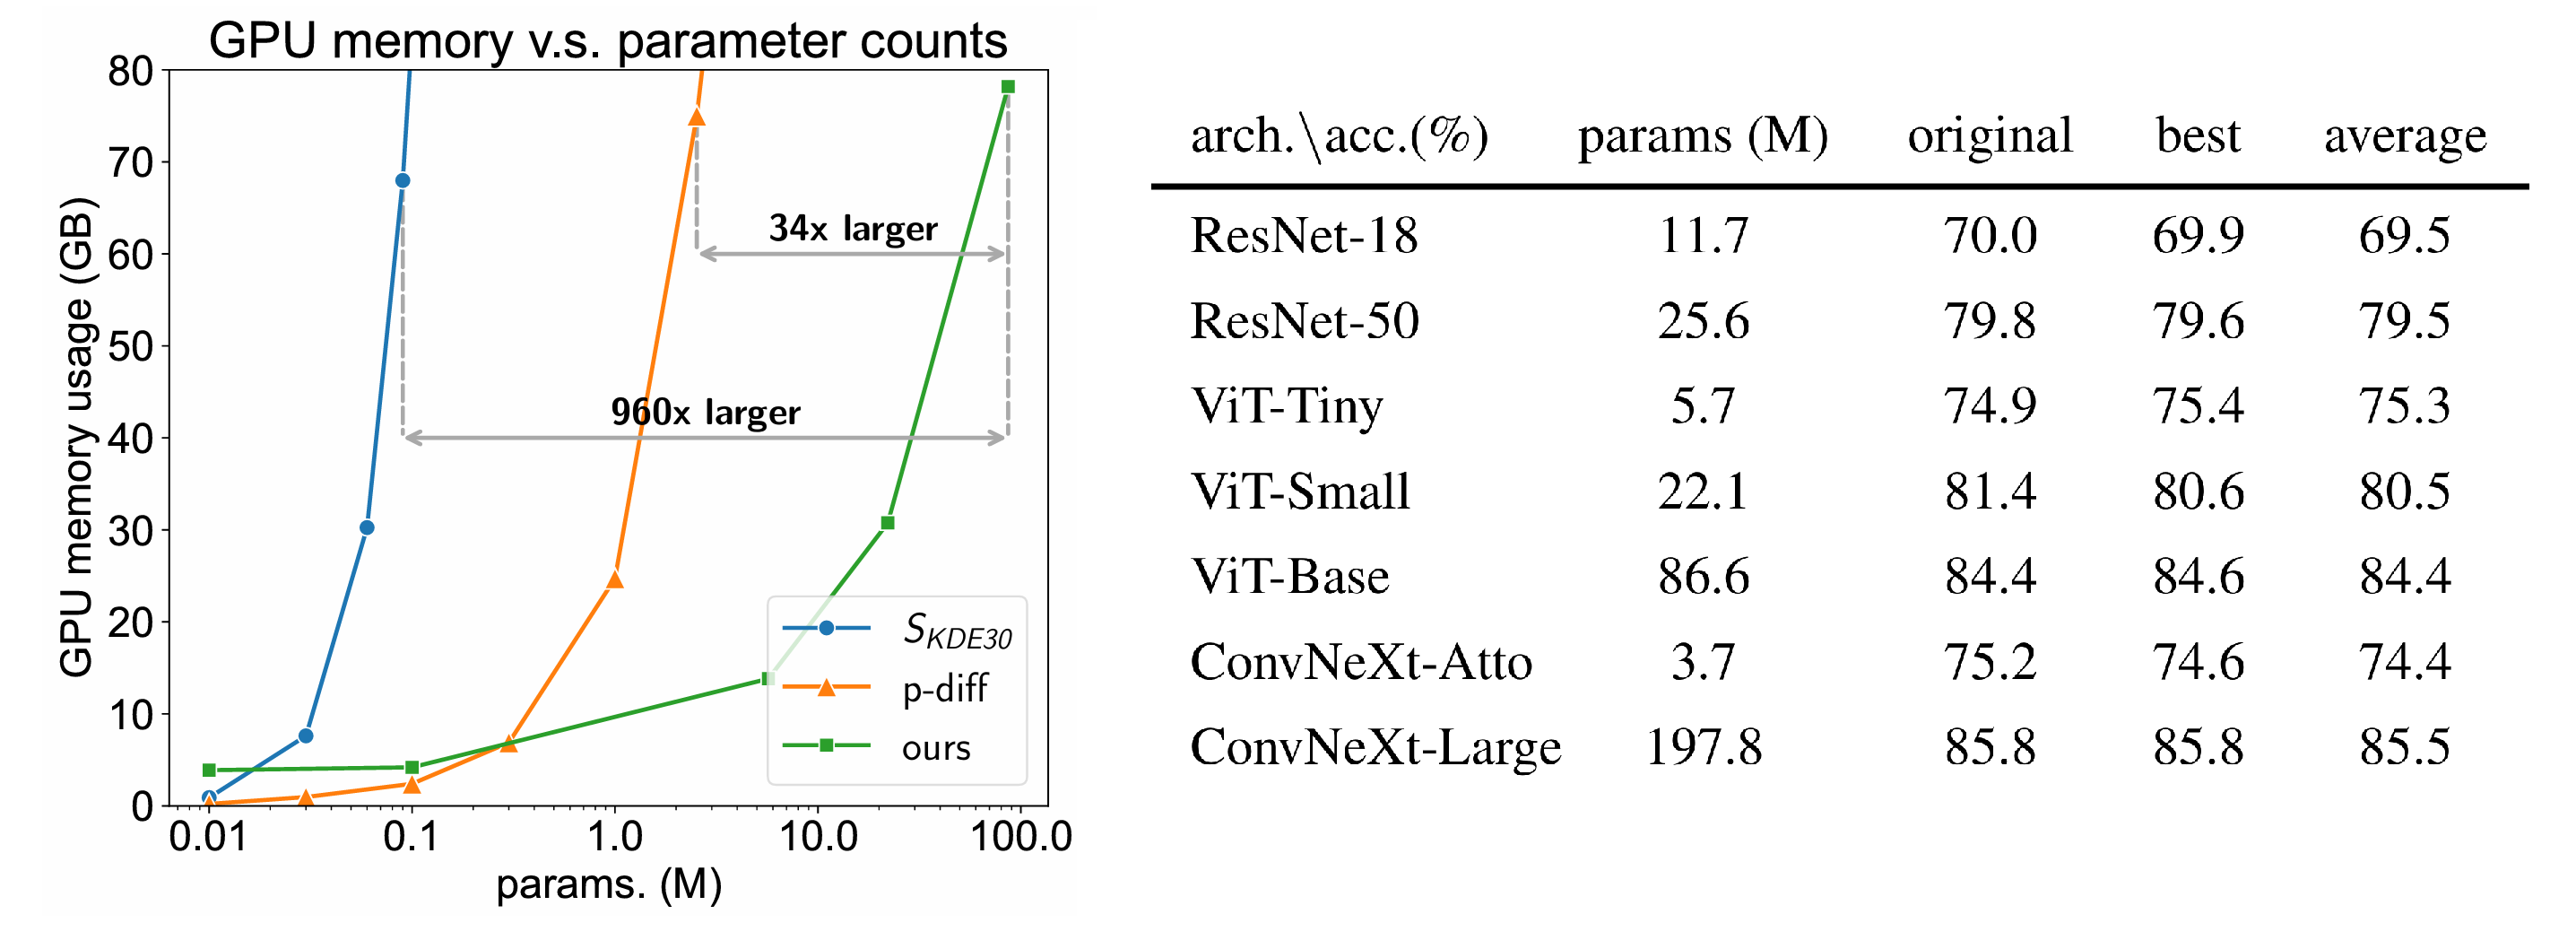 GPU memory v.s. parameter counts
80
70
60
50
40
30
20
10
0
GPU memory usage (GB)
34x larger
960x larger
S_KDE30
p-diff
ours
0.01 0.1 1.0 10.0 100.0
params. (M)
arch.\acc.(%) params (M) original best average
ResNet-18 11.7 70.0 69.9 69.5
ResNet-50 25.6 79.8 79.6 79.5
ViT-Tiny 5.7 74.9 75.4 75.3
ViT-Small 22.1 81.4 80.6 80.5
ViT-Base 86.6 84.4 84.6 84.4
ConvNeXt-Atto 3.7 75.2 74.6 74.4
ConvNeXt-Large 197.8 85.8 85.8 85.5